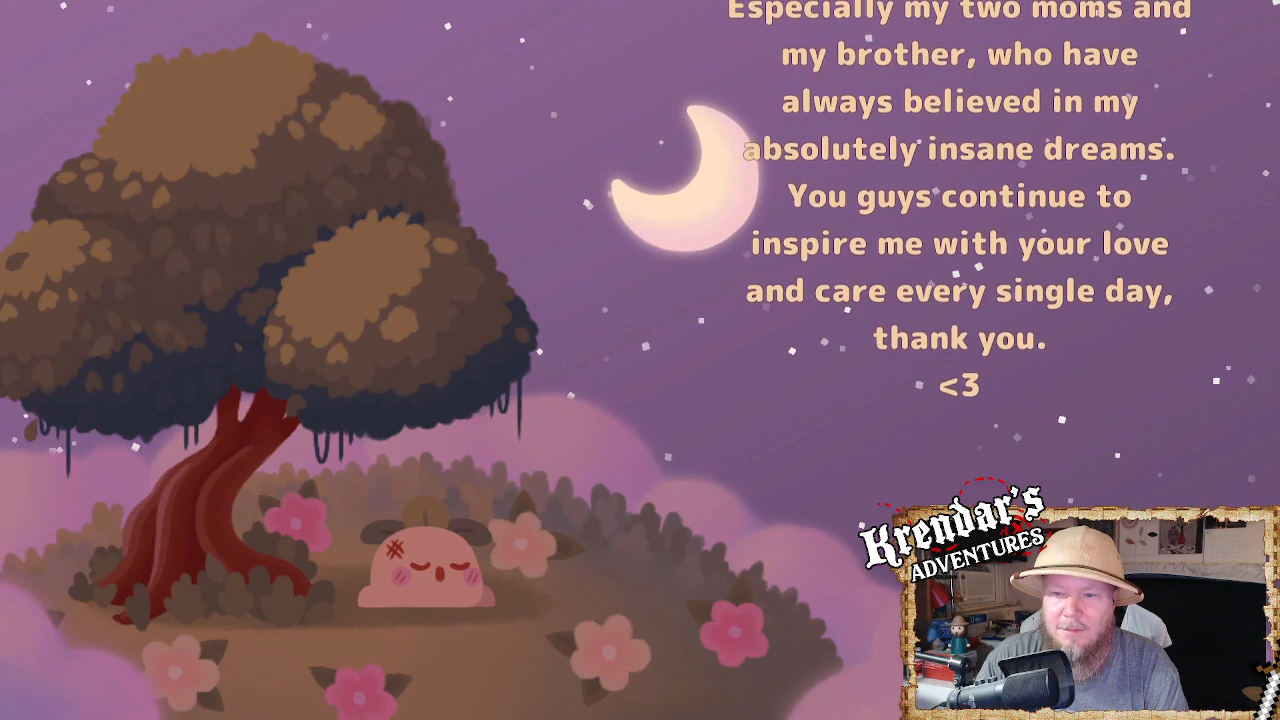 Especially my two moms and
my brother, who have
always believed in my
absolutely insane dreams.
You guys continue to
inspire me with your love
and care every single day,
thank you.
<3
Krendar's
ADVENTURES